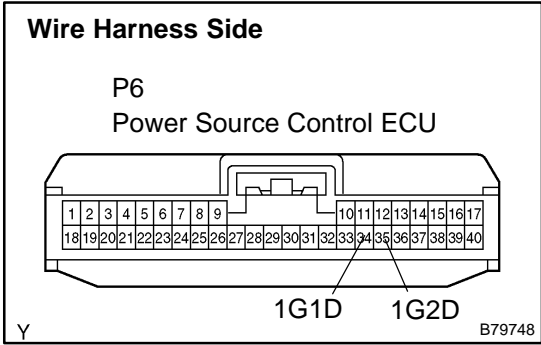 Wire Harness Side
P6
Power Source Control ECU
1 2 3 4 5 6 7 8 9 10 11 12 13 14 15 16 17
18 19 20 21 22 23 24 25 26 27 28 29 30 31 32 33 34 35 36 37 38 39 40
1G1D 1G2D
Y B79748